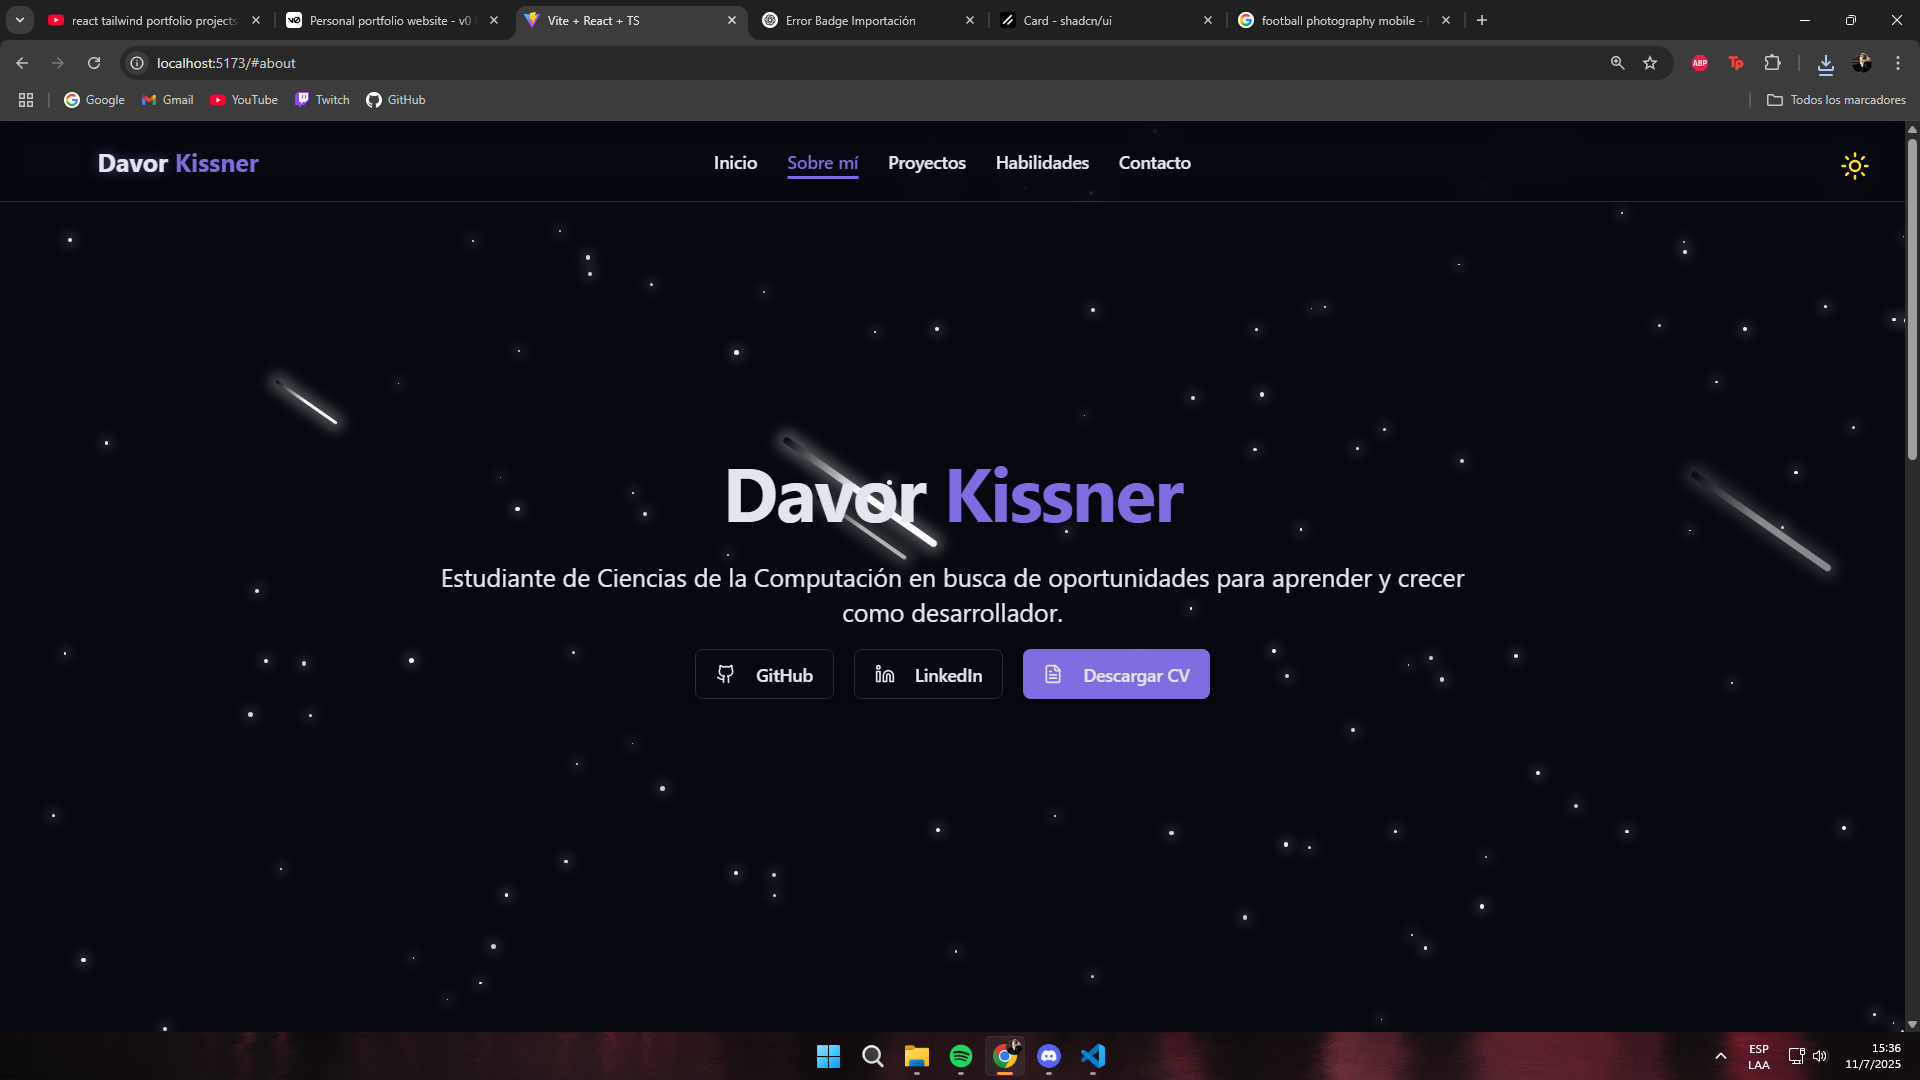 react tailwind portfolio projects
Personal portfolio website - v0
Vite + React + TS
Error Badge Importación
Card - shadcn/ui
football photography mobile -
localhost:5173/#about
ABP
Tp
Google
Gmail
YouTube
Twitch
GitHub
Todos los marcadores
Davor Kissner
Inicio
Sobre mí
Proyectos
Habilidades
Contacto
Davor Kissner
Estudiante de Ciencias de la Computación en busca de oportunidades para aprender y crecer
como desarrollador.
GitHub
LinkedIn
Descargar CV
ESP
LAA
15:36
11/7/2025